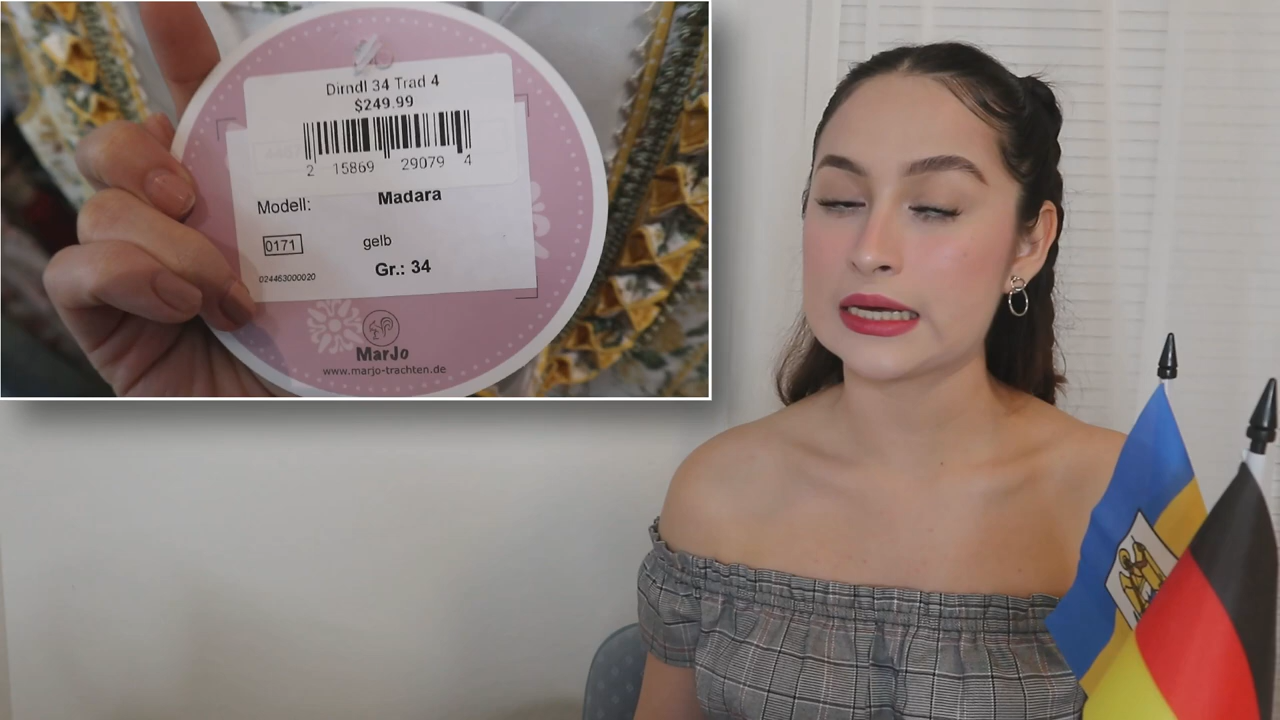 Dirndl 34 Trad 4
$249.99
2 15869 29079 4
Modell: Madara
0171 gelb
024463000020
Gr.: 34
MarJo
www.marjo-trachten.de